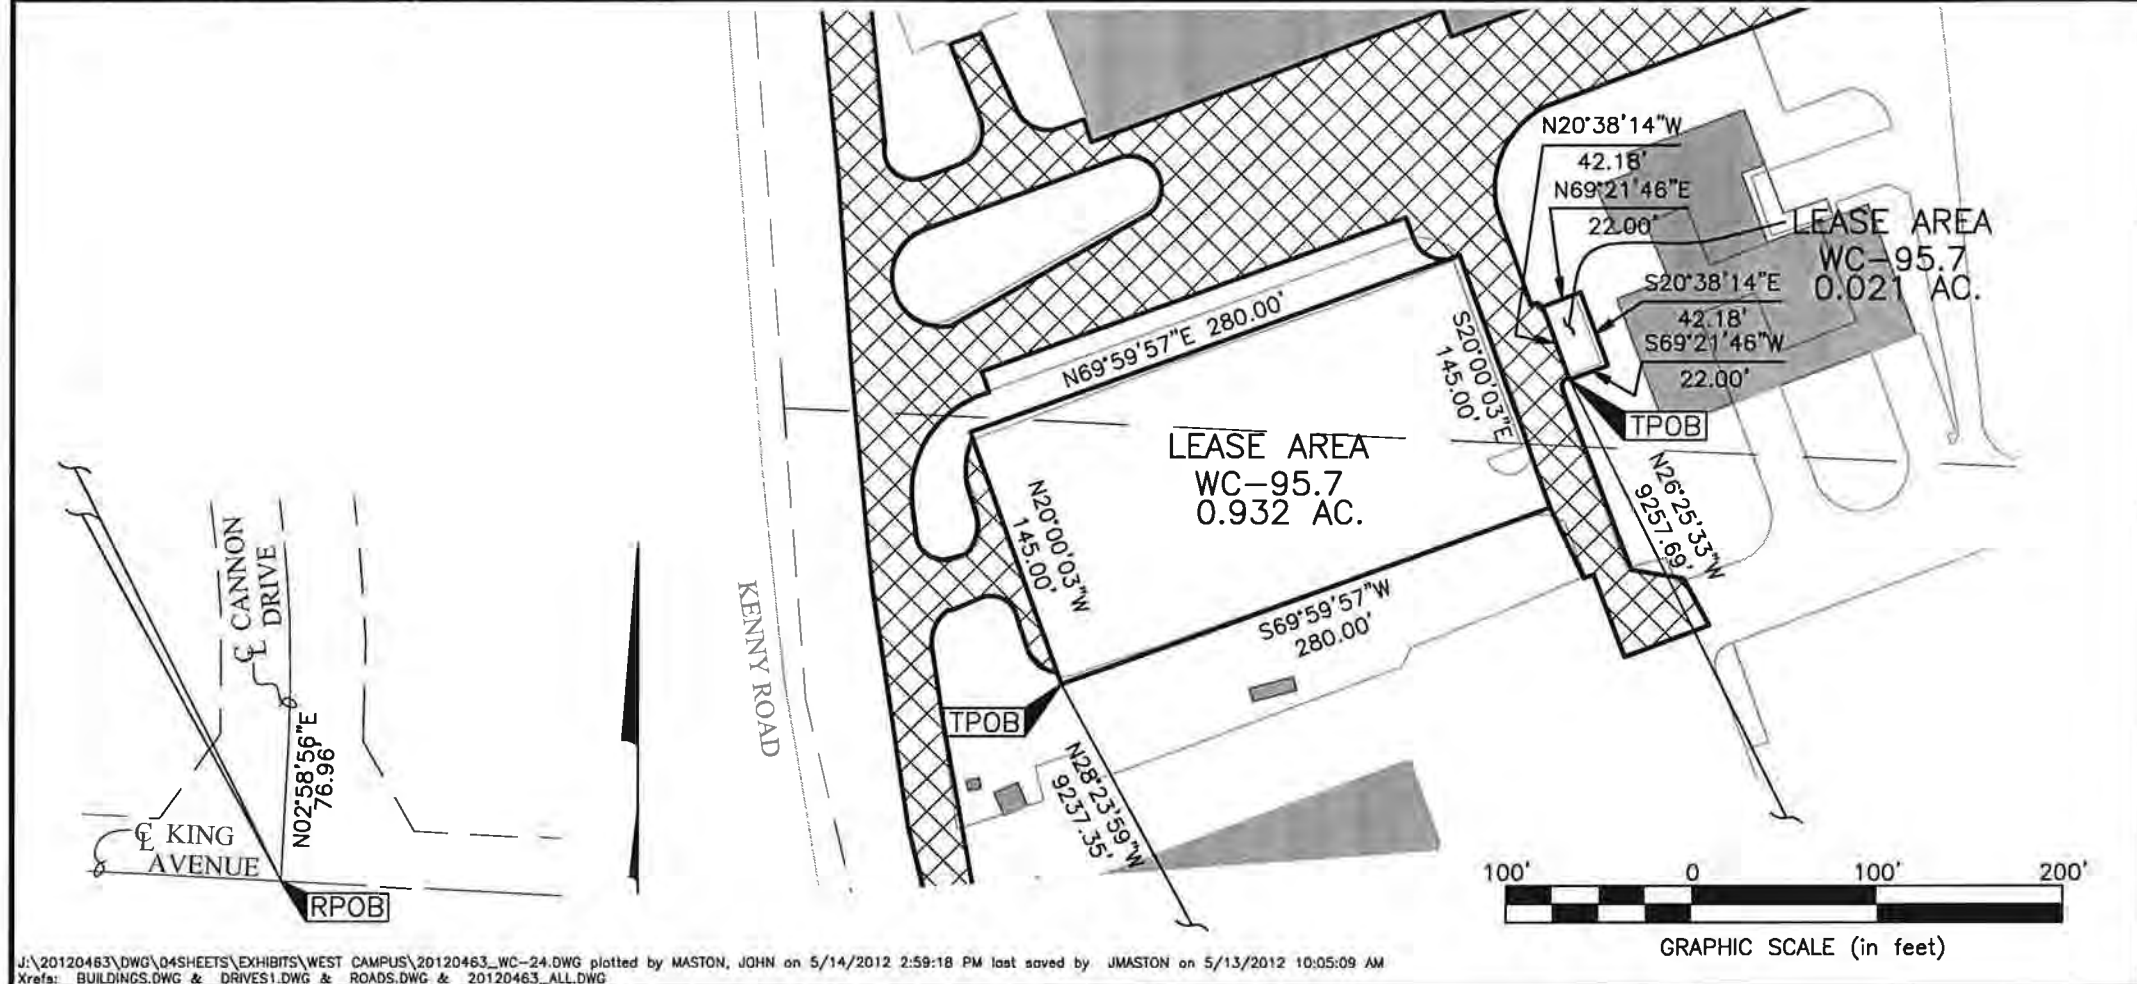 N20°38'14"W
42.18'
N69°21'46"E
22.00'
LEASE AREA
WC-95.7
0.021 AC.
S20°38'14"E
42.18'
S69°21'46"W
22.00'
TPOB
N26°25'33"W
9257.69'
N69°59'57"E 280.00'
S20°00'03"E
145.00'
LEASE AREA
WC-95.7
0.932 AC.
N20°00'03"W
145.00'
S69°59'57"W
280.00'
TPOB
N28°23'59"W
9237.35'
KENNY ROAD
℄ CANNON
DRIVE
N02°58'56"E
76.96'
℄ KING
AVENUE
RPOB
100' 0 100' 200'
GRAPHIC SCALE (in feet)
J:\20120463\DWG\04SHEETS\EXHIBITS\WEST CAMPUS\20120463_WC-24.DWG plotted by MASTON, JOHN on 5/14/2012 2:59:18 PM last saved by JMASTON on 5/13/2012 10:05:09 AM
Xrefs: BUILDINGS.DWG & DRIVES1.DWG & ROADS.DWG & 20120463_ALL.DWG